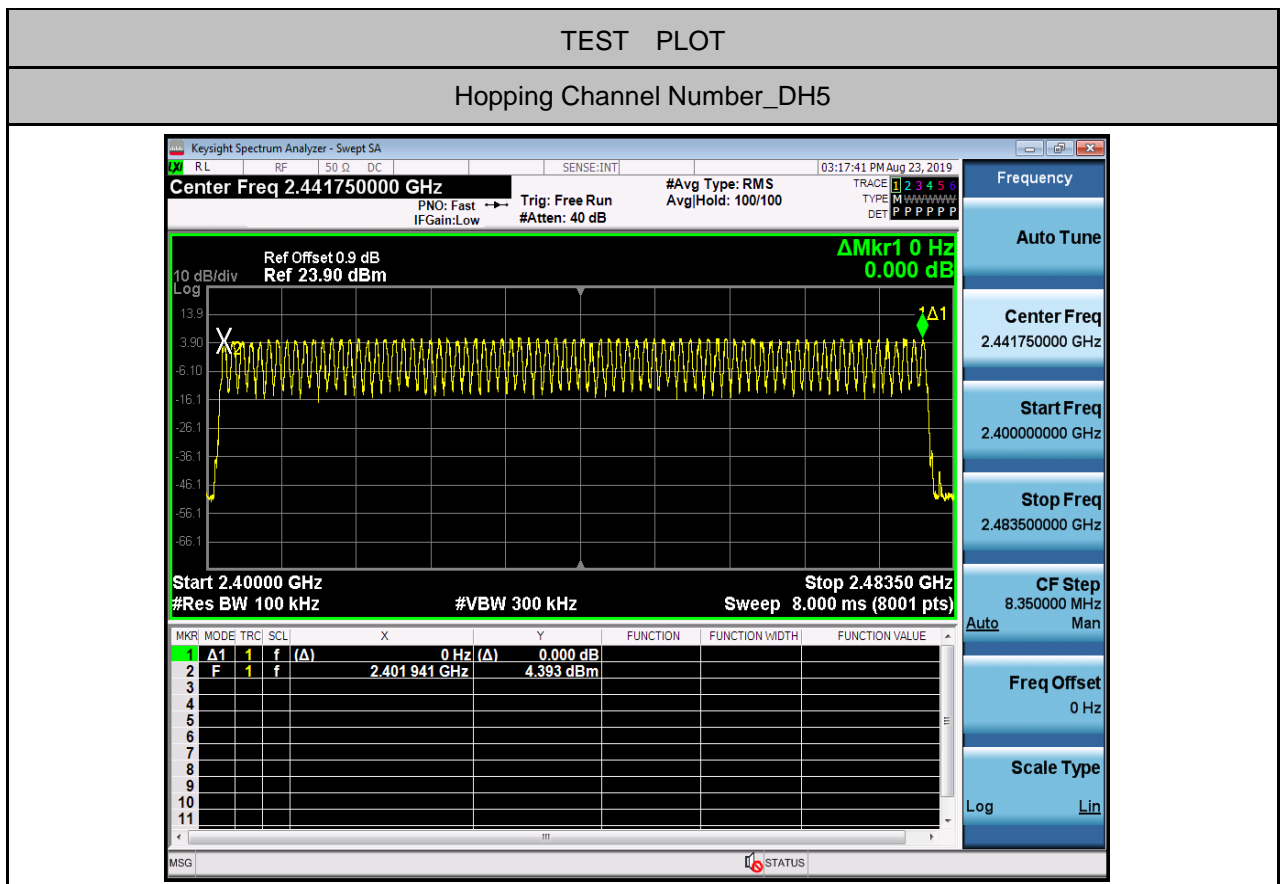 TEST PLOT
Hopping Channel Number_DH5
Keysight Spectrum Analyzer - Swept SA
LXI RL RF 50 Ω DC SENSE:INT 03:17:41 PM Aug 23, 2019
Center Freq 2.441750000 GHz
PNO: Fast
IFGain:Low
Trig: Free Run
#Atten: 40 dB
#Avg Type: RMS
Avg|Hold: 100/100
TRACE 1 2 3 4 5 6
TYPE M WWWWW
DET P P P P P P
ΔMkr1 0 Hz
0.000 dB
Ref Offset 0.9 dB
10 dB/div Ref 23.90 dBm
Log
13.9
3.90
-6.10
-16.1
-26.1
-36.1
-46.1
-56.1
-66.1
X2
1Δ1
Start 2.40000 GHz Stop 2.48350 GHz
#Res BW 100 kHz #VBW 300 kHz Sweep 8.000 ms (8001 pts)
MKR MODE TRC SCL X Y FUNCTION FUNCTION WIDTH FUNCTION VALUE
1 Δ1 1 f (Δ) 0 Hz (Δ) 0.000 dB
2 F 1 f 2.401 941 GHz 4.393 dBm
3
4
5
6
7
8
9
10
11
MSG STATUS
Frequency
Auto Tune
Center Freq
2.441750000 GHz
Start Freq
2.400000000 GHz
Stop Freq
2.483500000 GHz
CF Step
8.350000 MHz
Auto Man
Freq Offset
0 Hz
Scale Type
Log Lin